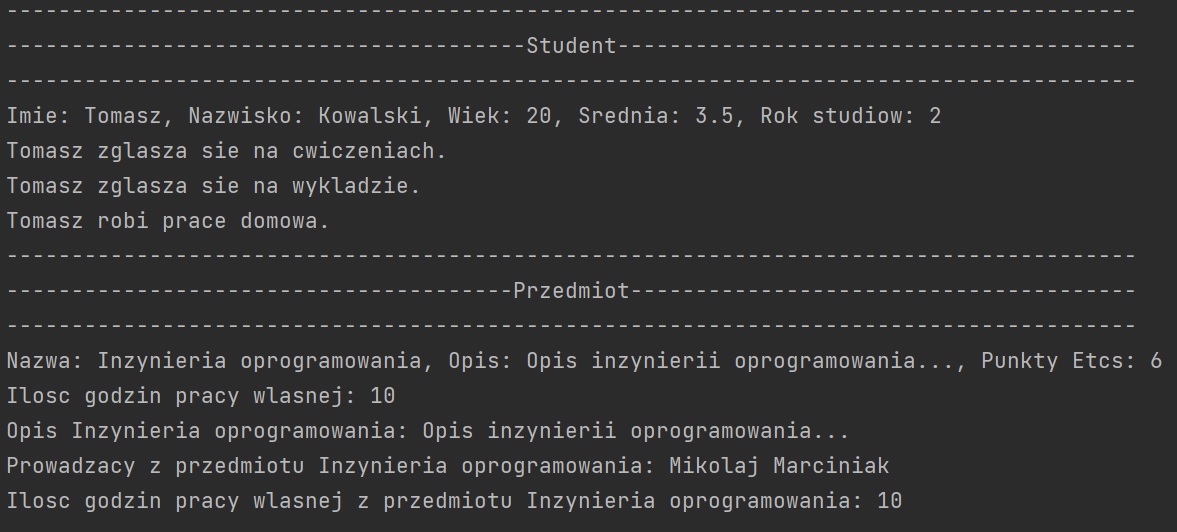 ---------------------------------------------------------------------------------------
----------------------------------------Student----------------------------------------
---------------------------------------------------------------------------------------
Imie: Tomasz, Nazwisko: Kowalski, Wiek: 20, Srednia: 3.5, Rok studiow: 2
Tomasz zglasza sie na cwiczeniach.
Tomasz zglasza sie na wykladzie.
Tomasz robi prace domowa.
---------------------------------------------------------------------------------------
---------------------------------------Przedmiot---------------------------------------
---------------------------------------------------------------------------------------
Nazwa: Inzynieria oprogramowania, Opis: Opis inzynierii oprogramowania..., Punkty Etcs: 6
Ilosc godzin pracy wlasnej: 10
Opis Inzynieria oprogramowania: Opis inzynierii oprogramowania...
Prowadzacy z przedmiotu Inzynieria oprogramowania: Mikolaj Marciniak
Ilosc godzin pracy wlasnej z przedmiotu Inzynieria oprogramowania: 10